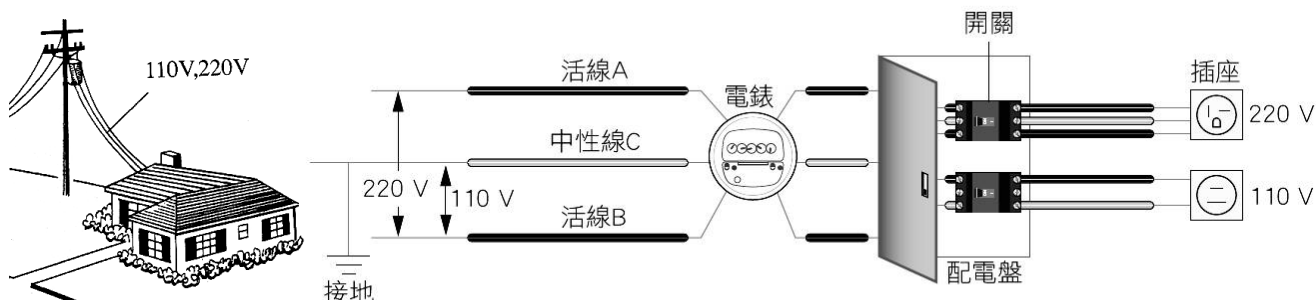 110V,220V
活線A
中性線C
活線B
220 V
110 V
接地
電錶
開關
配電盤
插座
220 V
110 V